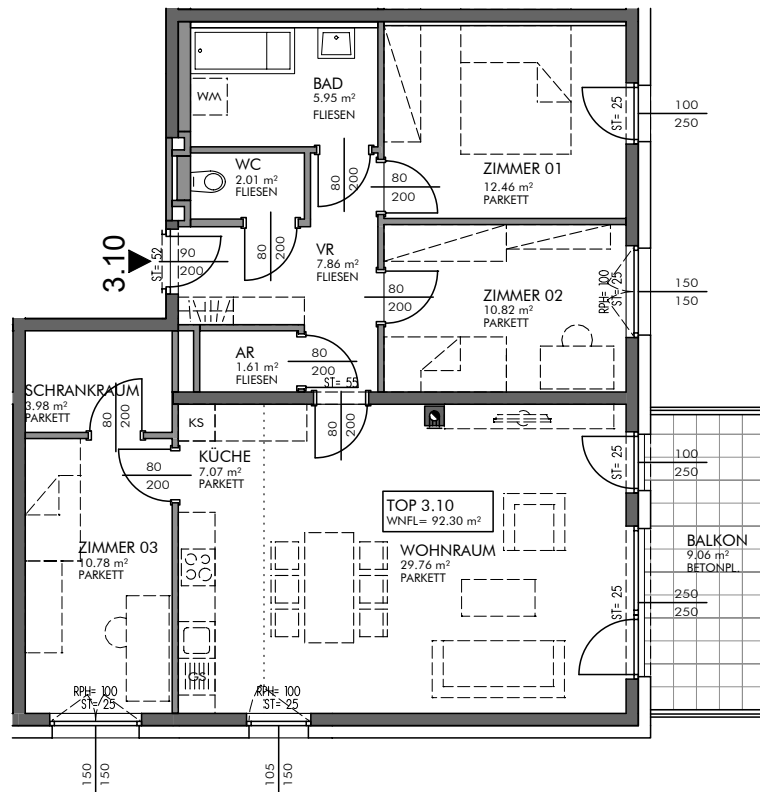 BAD
5.95 m²
FLIESEN
WM
ST= 25
100
250
WC
2.01 m²
FLIESEN
80
200
80
200
ZIMMER 01
12.46 m²
PARKETT
3.10
ST= 52
90
200
80
200
VR
7.86 m²
FLIESEN
80
200
ZIMMER 02
10.82 m²
PARKETT
RPH= 100
ST= 25
150
150
AR
1.61 m²
FLIESEN
80
200
ST= 55
SCHRANKRAUM
3.98 m²
PARKETT
80
200
KS
80
200
KÜCHE
7.07 m²
PARKETT
80
200
ST= 25
100
250
TOP 3.10
WNFL= 92.30 m²
WOHNRAUM
29.76 m²
PARKETT
BALKON
9.06 m²
BETONPL.
ZIMMER 03
10.78 m²
PARKETT
ST= 25
250
250
GS
RPH= 100
ST= 25
RPH= 100
ST= 25
150
150
105
150